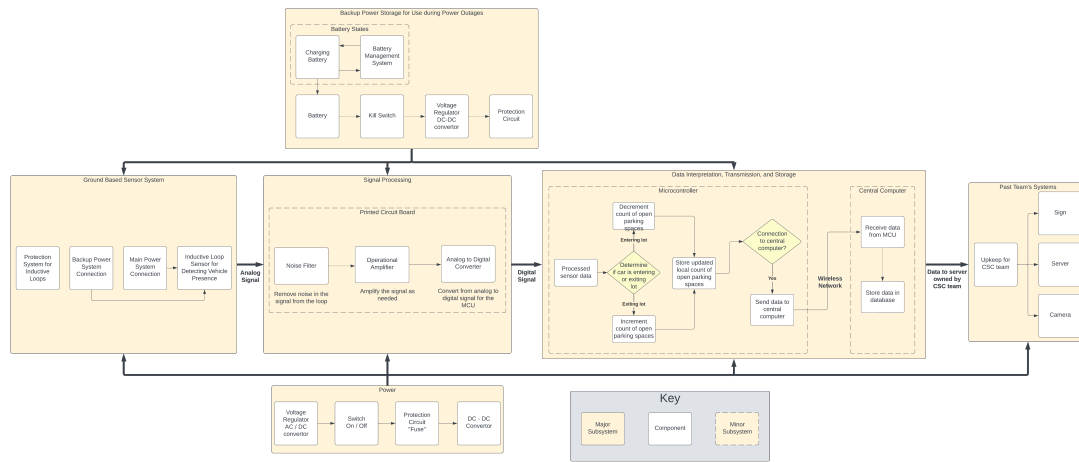 Backup Power Storage for Use during Power Outages
Battery States
Charging
Battery
Battery
Management
System
Battery
Kill Switch
Voltage
Regulator
DC-DC
convertor
Protection
Circuit
Ground Based Sensor System
Protection
System for
Inductive
Loops
Backup Power
System
Connection
Main Power
System
Connection
Inductive Loop
Sensor for
Detecting Vehicle
Presence
Analog
Signal
Signal Processing
Printed Circuit Board
Noise Filter
Remove noise in the
signal from the loop
Operational
Amplifier
Amplify the signal as
needed
Analog to Digital
Converter
Convert from analog to
digital signal for the
MCU
Digital
Signal
Data Interpretation, Transmission, and Storage
Microcontroller
Processed
sensor data
Decrement
count of open
parking
spaces
Entering lot
Determine
if car is entering
or exiting
lot
Exiting lot
Increment
count of open
parking spaces
Store updated
local count of
open parking
spaces
Connection
to central
computer?
Yes
Send data to
central
computer
Wireless
Network
Central Computer
Receive data
from MCU
Store data in
database
Data to server
owned by
CSC team
Past Team's Systems
Upkeep for
CSC team
Sign
Server
Camera
Power
Voltage
Regulator
AC / DC
convertor
Switch
On / Off
Protection
Circuit
"Fuse"
DC - DC
Convertor
Key
Major
Subsystem
Component
Minor
Subsystem